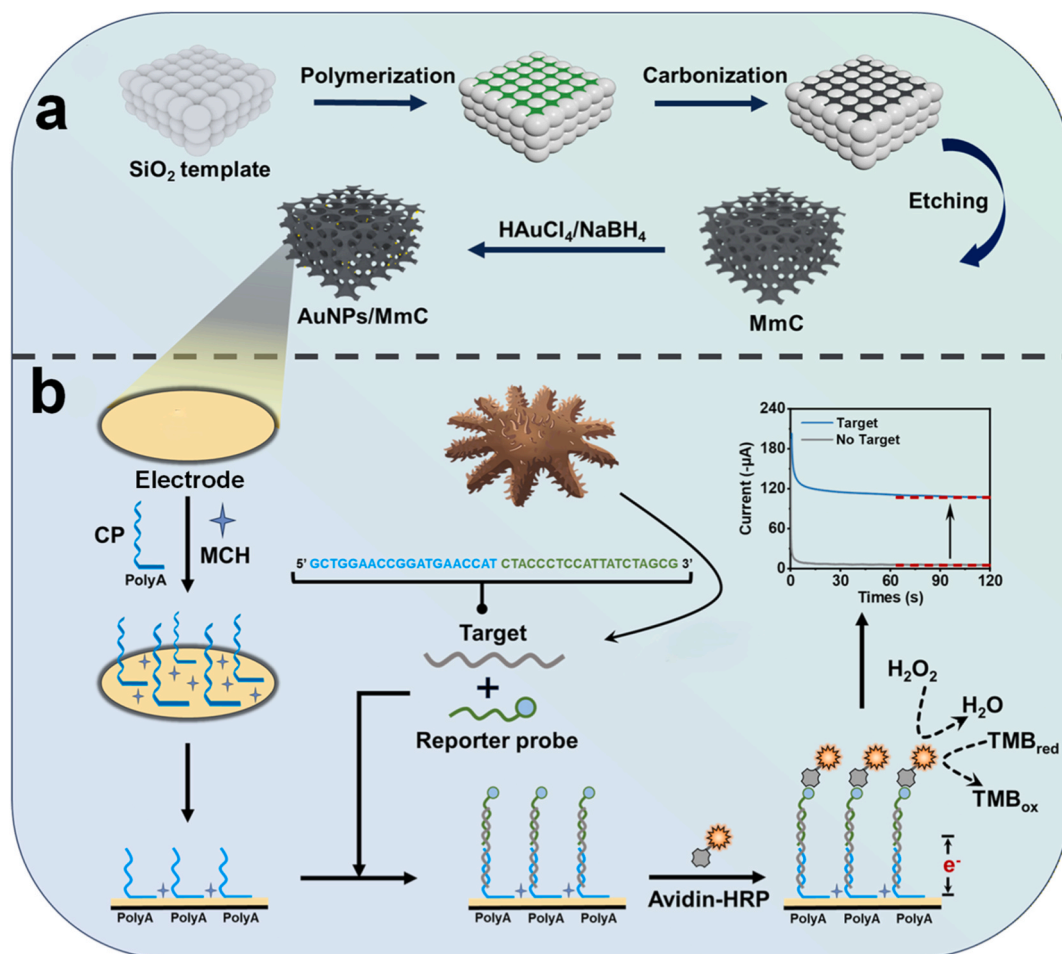 a
Polymerization
Carbonization
SiO₂ template
Etching
HAuCl₄/NaBH₄
AuNPs/MmC
MmC
b
Electrode
CP
MCH
PolyA
5' GCTGGAACCGGATGAACCAT CTACCCTCCATTATCTAGCG 3'
Target
+
Reporter probe
240
180
120
60
0
Current (-μA)
Target
No Target
0 30 60 90 120
Times (s)
H₂O₂
H₂O
TMBred
TMBox
e⁻
Avidin-HRP
PolyA PolyA PolyA
PolyA PolyA PolyA
PolyA PolyA PolyA